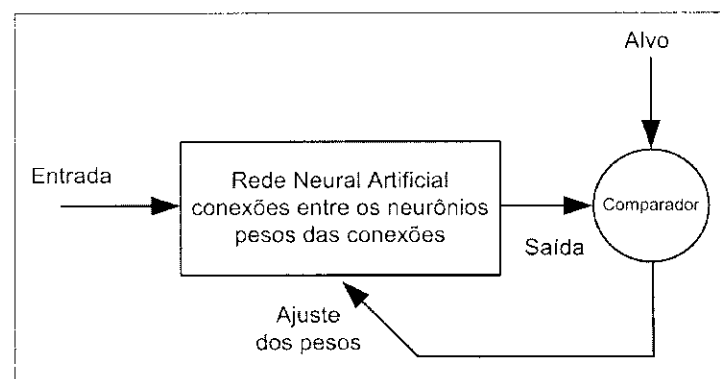 Alvo
Entrada
Rede Neural Artificial
conexões entre os neurônios
pesos das conexões
Comparador
Saída
Ajuste
dos pesos